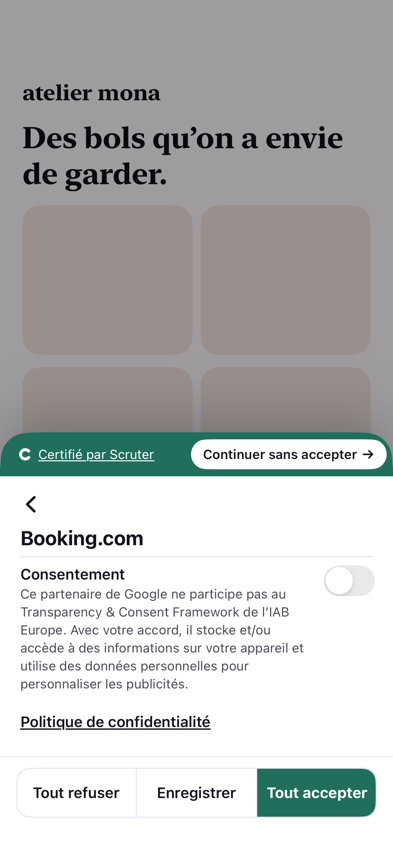 atelier mona
Des bols qu’on a envie
de garder.
Certifié par Scruter
Continuer sans accepter →
Booking.com
Consentement
Ce partenaire de Google ne participe pas au
Transparency & Consent Framework de l’IAB
Europe. Avec votre accord, il stocke et/ou
accède à des informations sur votre appareil et
utilise des données personnelles pour
personnaliser les publicités.
Politique de confidentialité
Tout refuser
Enregistrer
Tout accepter